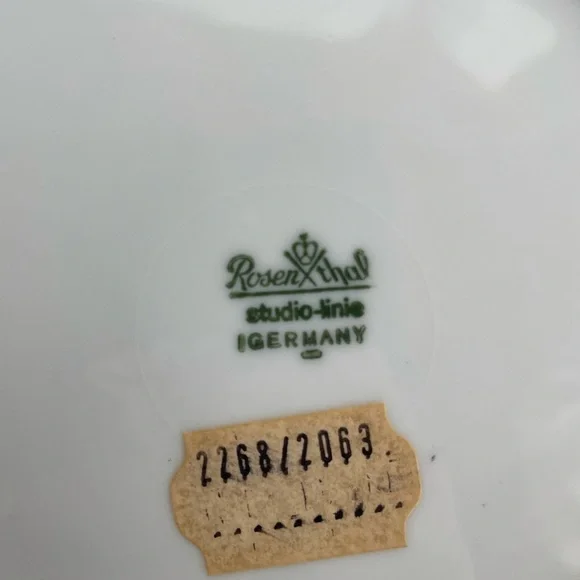 Rosenthal
studio-linie
GERMANY
2268/2063